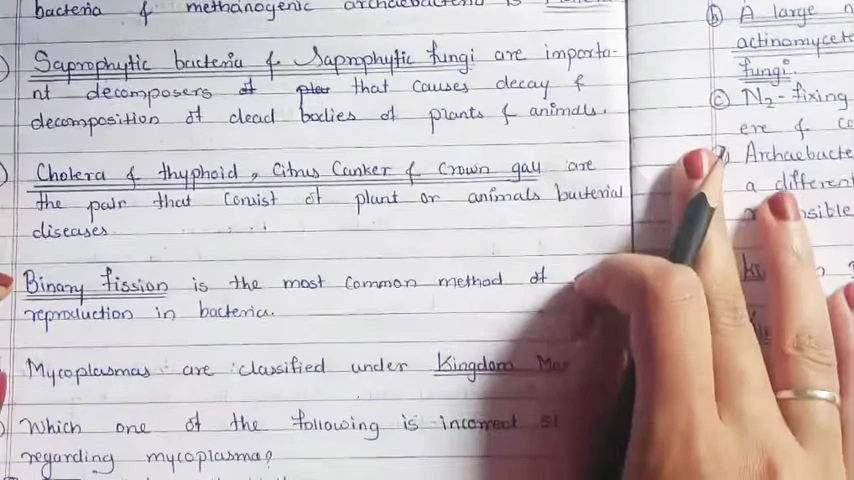 bacteria & methanogenic archaebacteria is
Saprophytic bacteria & Saprophytic fungi are importa-
nt decomposers of that causes decay &
decomposition of dead bodies of plants & animals.
Cholera & thyphoid, Citrus Canker & Crown gall are
the pair that consist of plant or animals bacterial
diseases.
Binary fission is the most common method of
reproduction in bacteria.
Mycoplasmas are classified under Kingdom
Which one of the following is incorrect
regarding mycoplasma?
(b) A large
actinomycete
fungi.
(c) N2-fixing
ere &
Archaebacte
a different